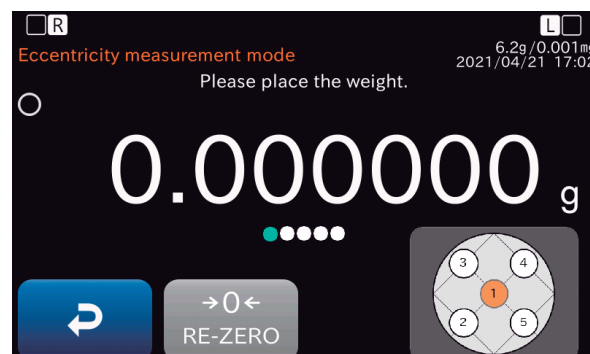 R
L
Eccentricity measurement mode
6.2g/0.001mg
2021/04/21 17:02
Please place the weight.
0.000000 g
3 4
1
2 5
→0←
RE-ZERO